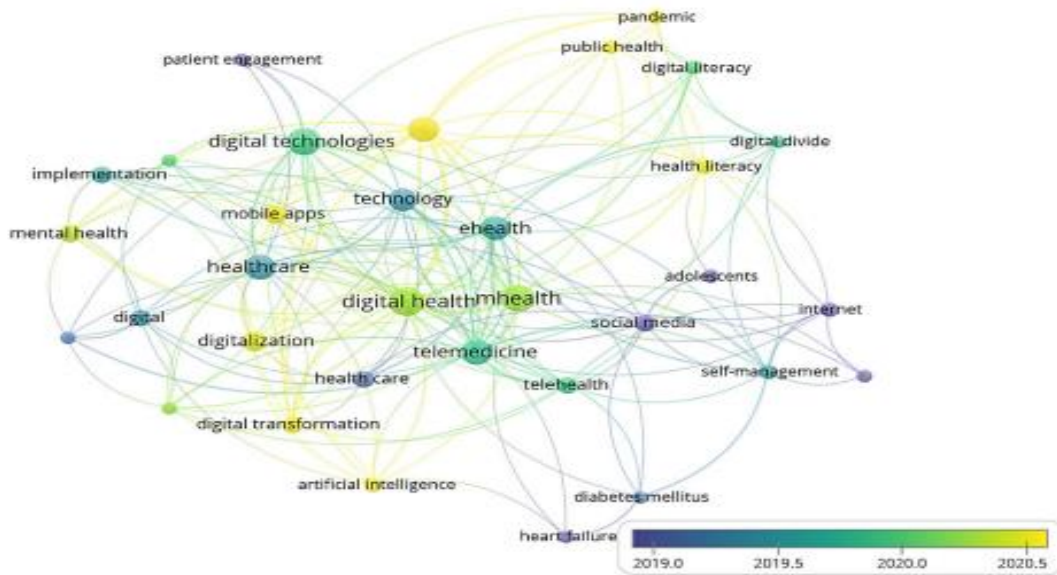 pandemic
public health
patient engagement
digital literacy
digital technologies
digital divide
health literacy
implementation
technology
mobile apps
ehealth
mental health
healthcare
adolescents
digital health
mhealth
internet
digital
social media
digitalization
telemedicine
health care
telehealth
self-management
digital transformation
artificial intelligence
diabetes mellitus
heart failure
2019.0 2019.5 2020.0 2020.5